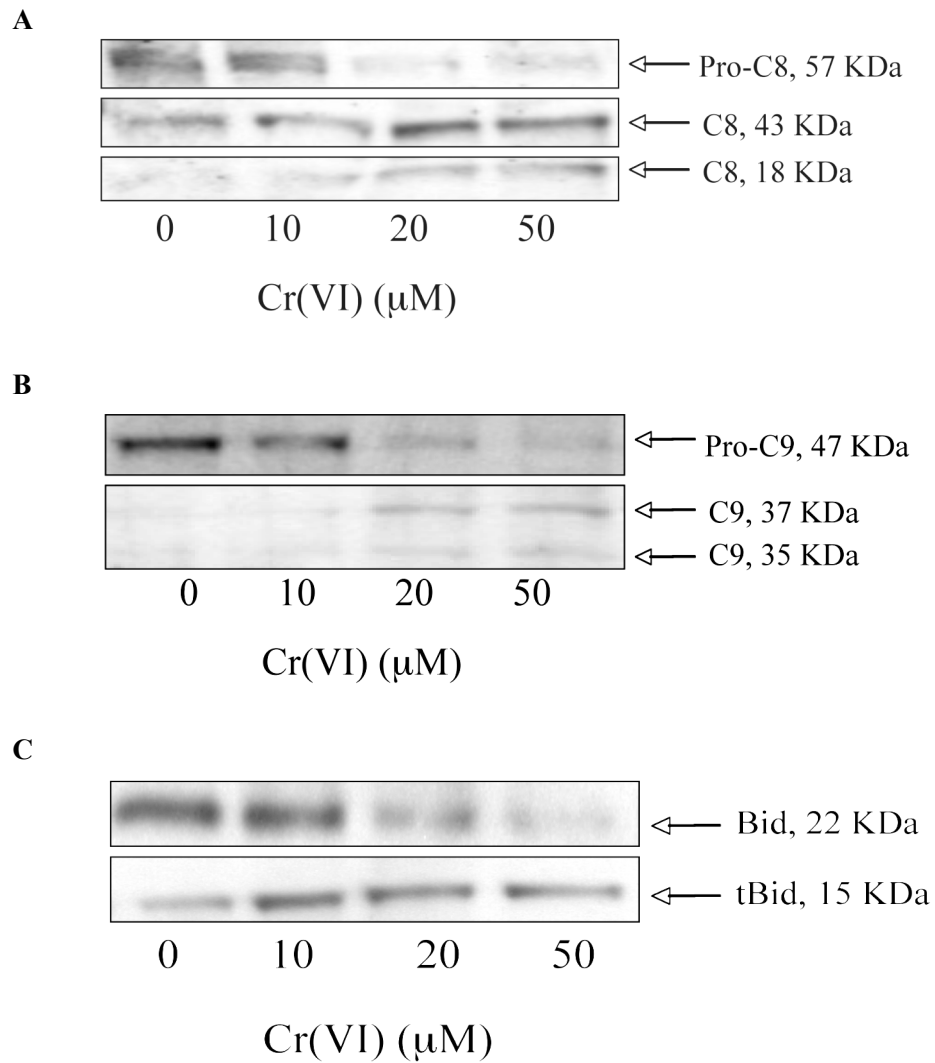 A
Pro-C8, 57 KDa
C8, 43 KDa
C8, 18 KDa
0 10 20 50
Cr(VI) (μM)
B
Pro-C9, 47 KDa
C9, 37 KDa
C9, 35 KDa
0 10 20 50
Cr(VI) (μM)
C
Bid, 22 KDa
tBid, 15 KDa
0 10 20 50
Cr(VI) (μM)